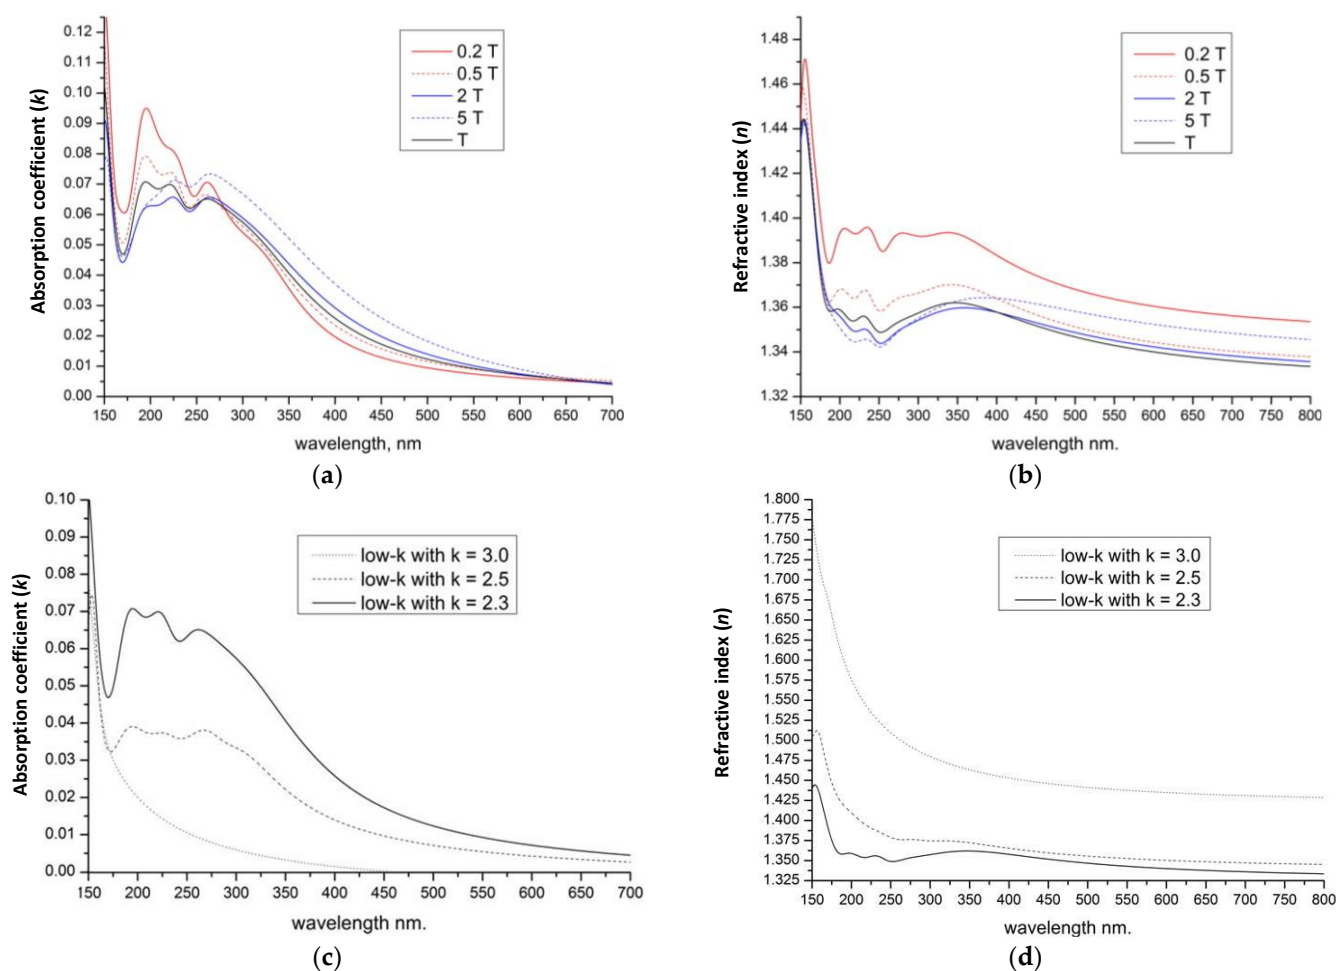 0.12
0.11
0.10
0.09
0.08
0.07
0.06
0.05
0.04
0.03
0.02
0.01
0.00
Absorption coefficient (k)
0.2 T
0.5 T
2 T
5 T
T
150 200 250 300 350 400 450 500 550 600 650 700
wavelength, nm
(a)
1.48
1.46
1.44
1.42
1.40
1.38
1.36
1.34
1.32
Refractive index (n)
0.2 T
0.5 T
2 T
5 T
T
150 200 250 300 350 400 450 500 550 600 650 700 750 800
wavelength nm.
(b)
0.10
0.09
0.08
0.07
0.06
0.05
0.04
0.03
0.02
0.01
0.00
Absorption coefficient (k)
low-k with k = 3.0
low-k with k = 2.5
low-k with k = 2.3
150 200 250 300 350 400 450 500 550 600 650 700
wavelength nm.
(c)
1.800
1.775
1.750
1.725
1.700
1.675
1.650
1.625
1.600
1.575
1.550
1.525
1.500
1.475
1.450
1.425
1.400
1.375
1.350
1.325
Refractive index (n)
low-k with k = 3.0
low-k with k = 2.5
low-k with k = 2.3
150 200 250 300 350 400 450 500 550 600 650 700 750 800
wavelength nm.
(d)